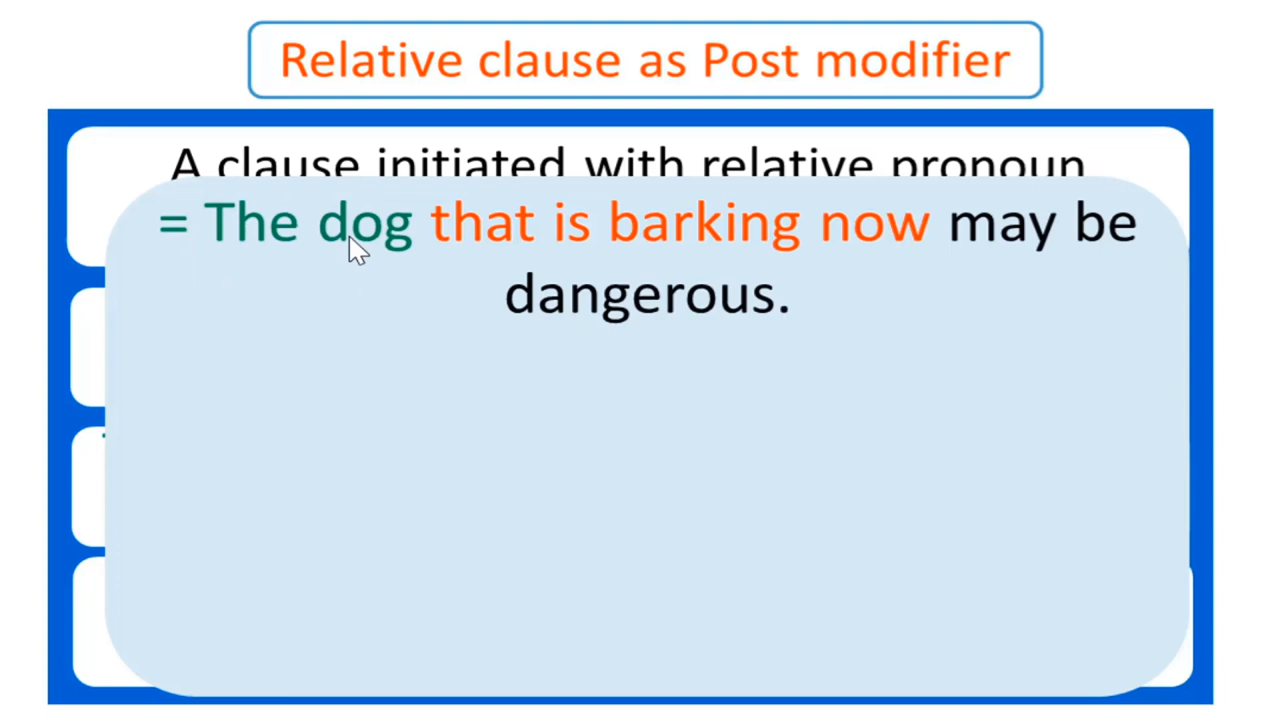 Relative clause as Post modifier
A clause initiated with relative pronoun
= The dog that is barking now may be
dangerous.